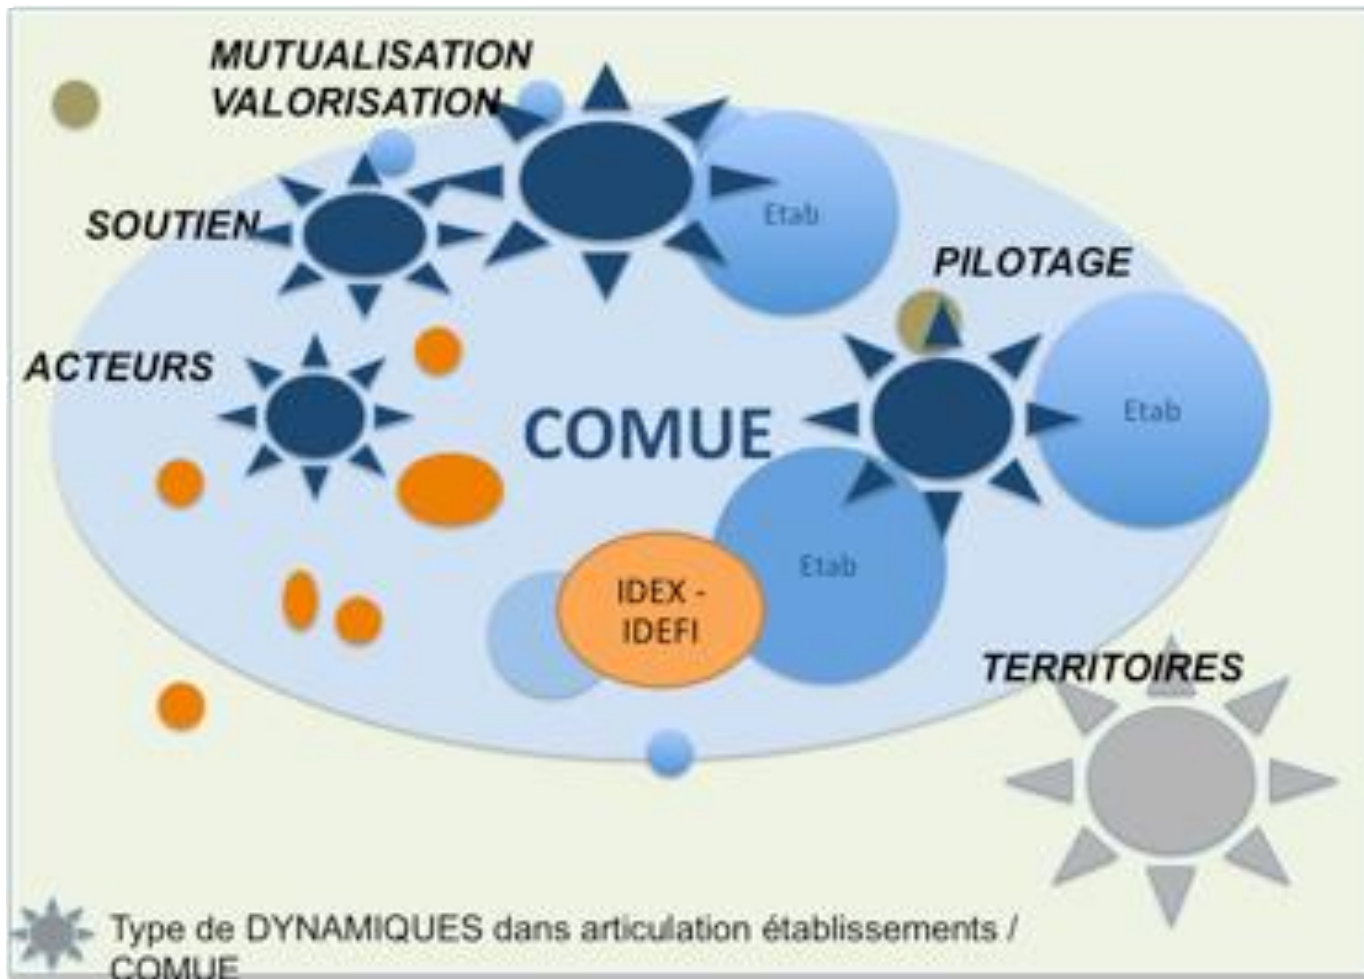 MUTUALISATION
VALORISATION
SOUTIEN
Etab
PILOTAGE
ACTEURS
Etab
COMUE
Etab
IDEX -
IDEFI
TERRITOIRES
Type de DYNAMIQUES dans articulation établissements /
COMUE